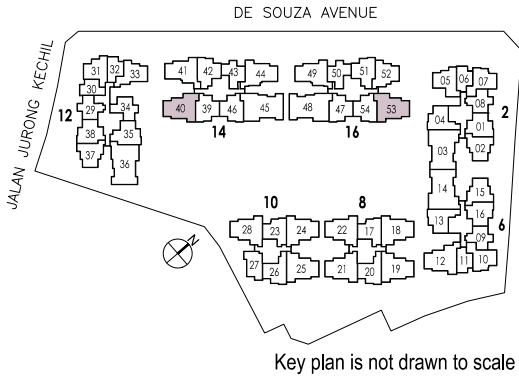 DE SOUZA AVENUE
JALAN JURONG KECHIL
31 32 33
30
29 34
12
38 35
37 36
41 42 43 44
40 39 46 45
14
49 50 51 52
48 47 54 53
16
05 06 07
08
04 01
2
03 02
14 15
13 16
6
09
12 11 10
10
28 23 24
27 26 25
8
22 17 18
21 20 19
N
Key plan is not drawn to scale